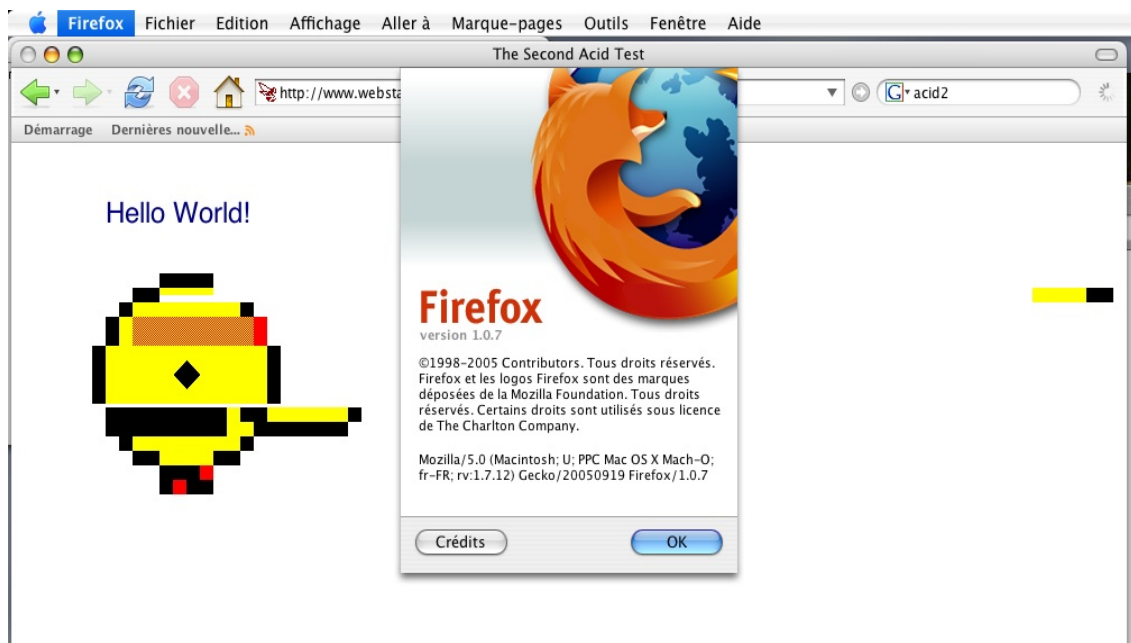 Firefox Fichier Edition Affichage Aller à Marque-pages Outils Fenêtre Aide
The Second Acid Test
http://www.websta
G acid2
Démarrage Dernières nouvelle...
Hello World!
Firefox
version 1.0.7
©1998-2005 Contributors. Tous droits réservés.
Firefox et les logos Firefox sont des marques
déposées de la Mozilla Foundation. Tous droits
réservés. Certains droits sont utilisés sous licence
de The Charlton Company.
Mozilla/5.0 (Macintosh; U; PPC Mac OS X Mach-O;
fr-FR; rv:1.7.12) Gecko/20050919 Firefox/1.0.7
Crédits OK